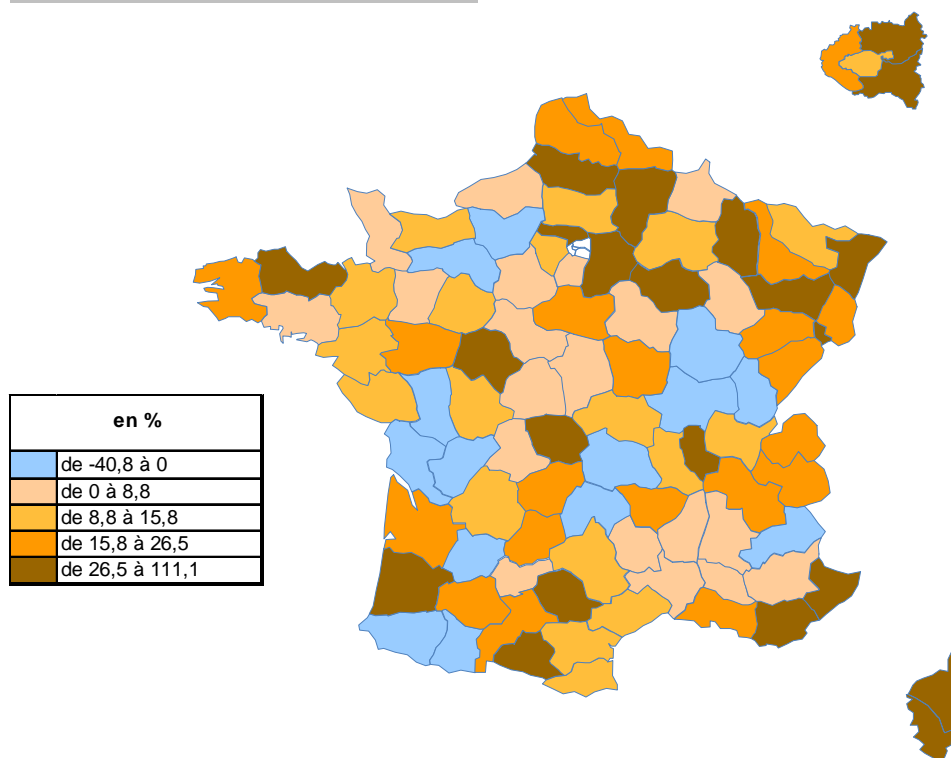 en %
de -40,8 à 0
de 0 à 8,8
de 8,8 à 15,8
de 15,8 à 26,5
de 26,5 à 111,1